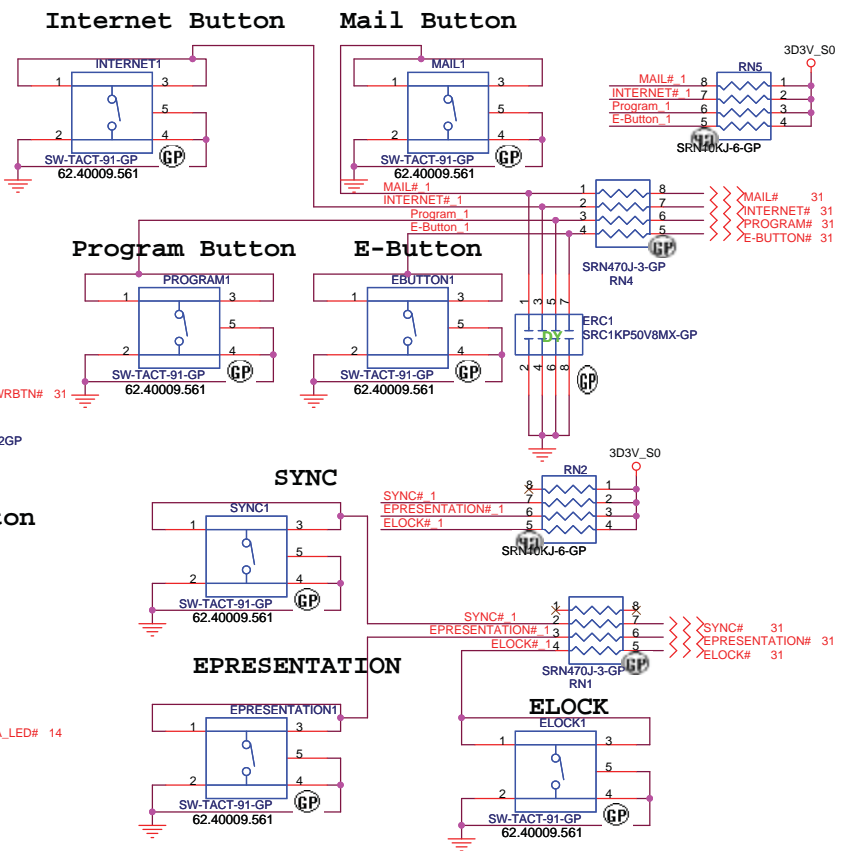 Internet Button
Mail Button
INTERNET1
1
3
5
2
4
GP
SW-TACT-91-GP
62.40009.561
MAIL1
1
3
5
2
4
GP
SW-TACT-91-GP
62.40009.561
3D3V_S0
RN5
MAIL#_1 8 1
INTERNET#_1 7 2
Program_1 6 3
E-Button_1 5 4
SRN10KJ-6-GP
MAIL#_1 1 8 MAIL# 31
INTERNET#_1 2 7 INTERNET# 31
Program_1 3 6 PROGRAM# 31
E-Button_1 4 5 E-BUTTON# 31
GP
SRN470J-3-GP
RN4
Program Button
E-Button
PROGRAM1
1
3
5
2
4
GP
SW-TACT-91-GP
62.40009.561
EBUTTON1
1
3
5
2
4
GP
SW-TACT-91-GP
62.40009.561
1 3 5 7
ERC1
DY
SRC1KP50V8MX-GP
2 4 6 8
GP
WRBTN# 31
2GP
ton
SYNC
SYNC1
1
3
5
2
4
GP
SW-TACT-91-GP
62.40009.561
3D3V_S0
RN2
8 1
SYNC#_1 7 2
EPRESENTATION#_1 6 3
ELOCK#_1 5 4
SRN10KJ-6-GP
1 8
SYNC#_1 2 7 SYNC# 31
EPRESENTATION#_1 3 6 EPRESENTATION# 31
ELOCK#_1 4 5 ELOCK# 31
GP
SRN470J-3-GP
RN1
EPRESENTATION
EPRESENTATION1
1
3
5
2
4
GP
SW-TACT-91-GP
62.40009.561
ELOCK
ELOCK1
1
3
5
2
4
GP
SW-TACT-91-GP
62.40009.561
A_LED# 14